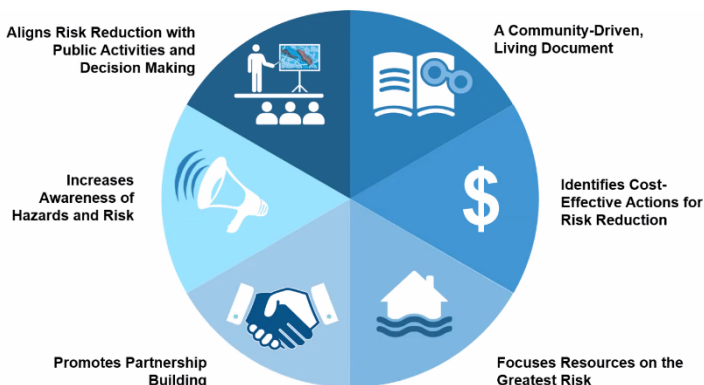 Aligns Risk Reduction with
Public Activities and
Decision Making
A Community-Driven,
Living Document
Increases
Awareness of
Hazards and Risk
$
Identifies Cost-
Effective Actions for
Risk Reduction
Promotes Partnership
Building
Focuses Resources on the
Greatest Risk